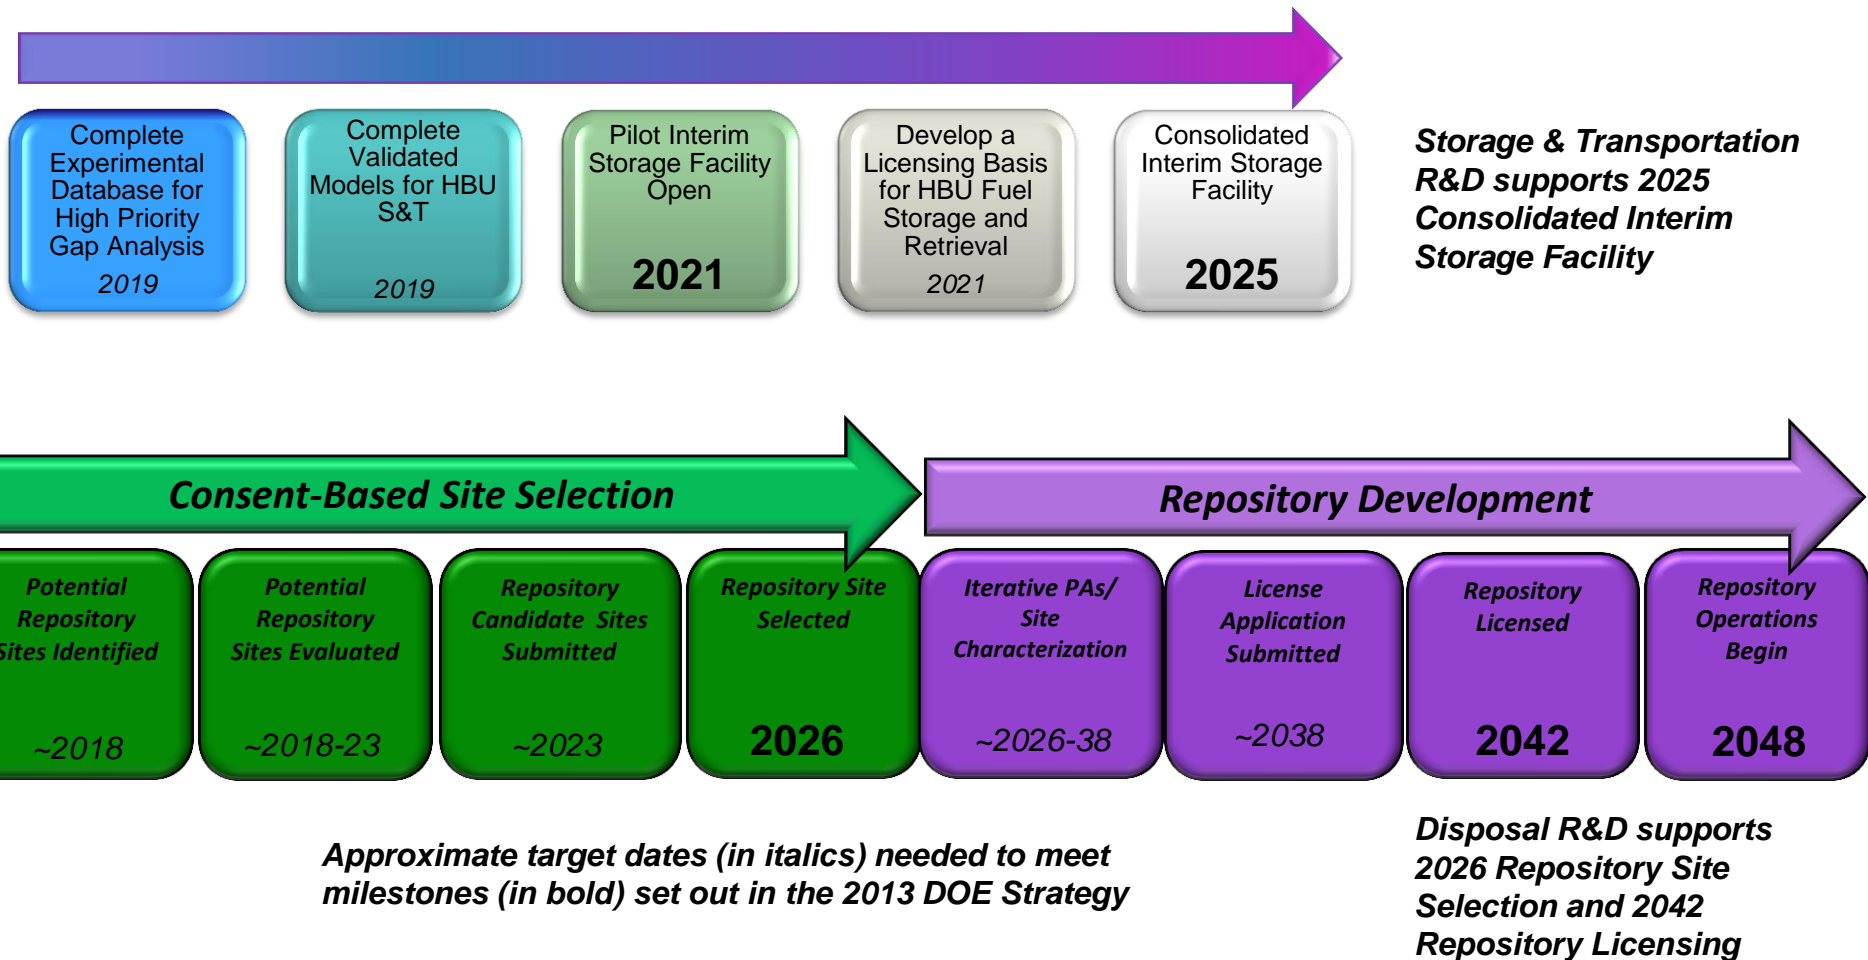 Complete
Experimental
Database for
High Priority
Gap Analysis
2019
Complete
Validated
Models for HBU
S&T
2019
Pilot Interim
Storage Facility
Open
2021
Develop a
Licensing Basis
for HBU Fuel
Storage and
Retrieval
2021
Consolidated
Interim Storage
Facility
2025
Storage & Transportation
R&D supports 2025
Consolidated Interim
Storage Facility
Consent-Based Site Selection
Repository Development
Potential
Repository
Sites Identified
~2018
Potential
Repository
Sites Evaluated
~2018-23
Repository
Candidate Sites
Submitted
~2023
Repository Site
Selected
2026
Iterative PAs/
Site
Characterization
~2026-38
License
Application
Submitted
~2038
Repository
Licensed
2042
Repository
Operations
Begin
2048
Approximate target dates (in italics) needed to meet
milestones (in bold) set out in the 2013 DOE Strategy
Disposal R&D supports
2026 Repository Site
Selection and 2042
Repository Licensing